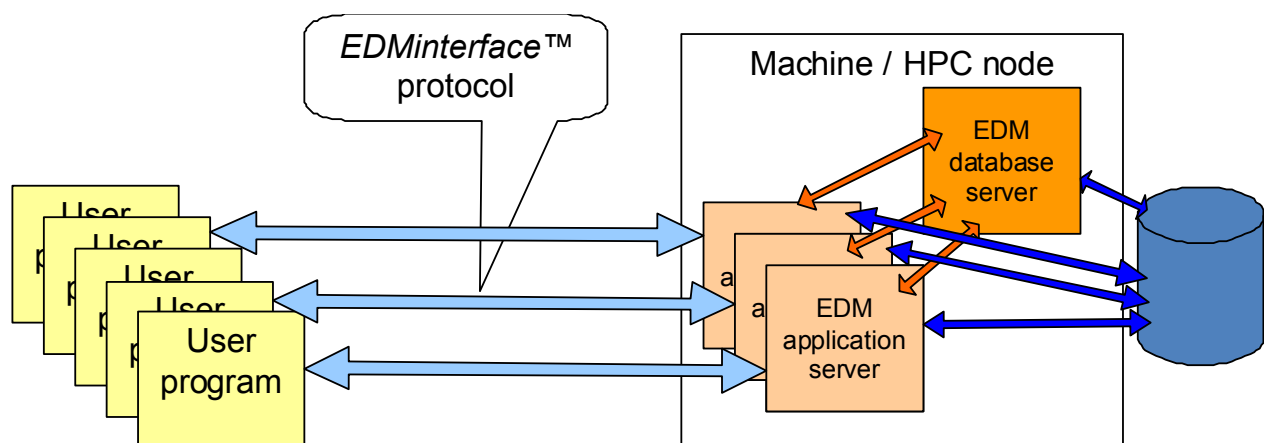 EDMinterface™
protocol
Machine / HPC node
EDM
database
server
User
User
User
User
User
program
EDM
application
server